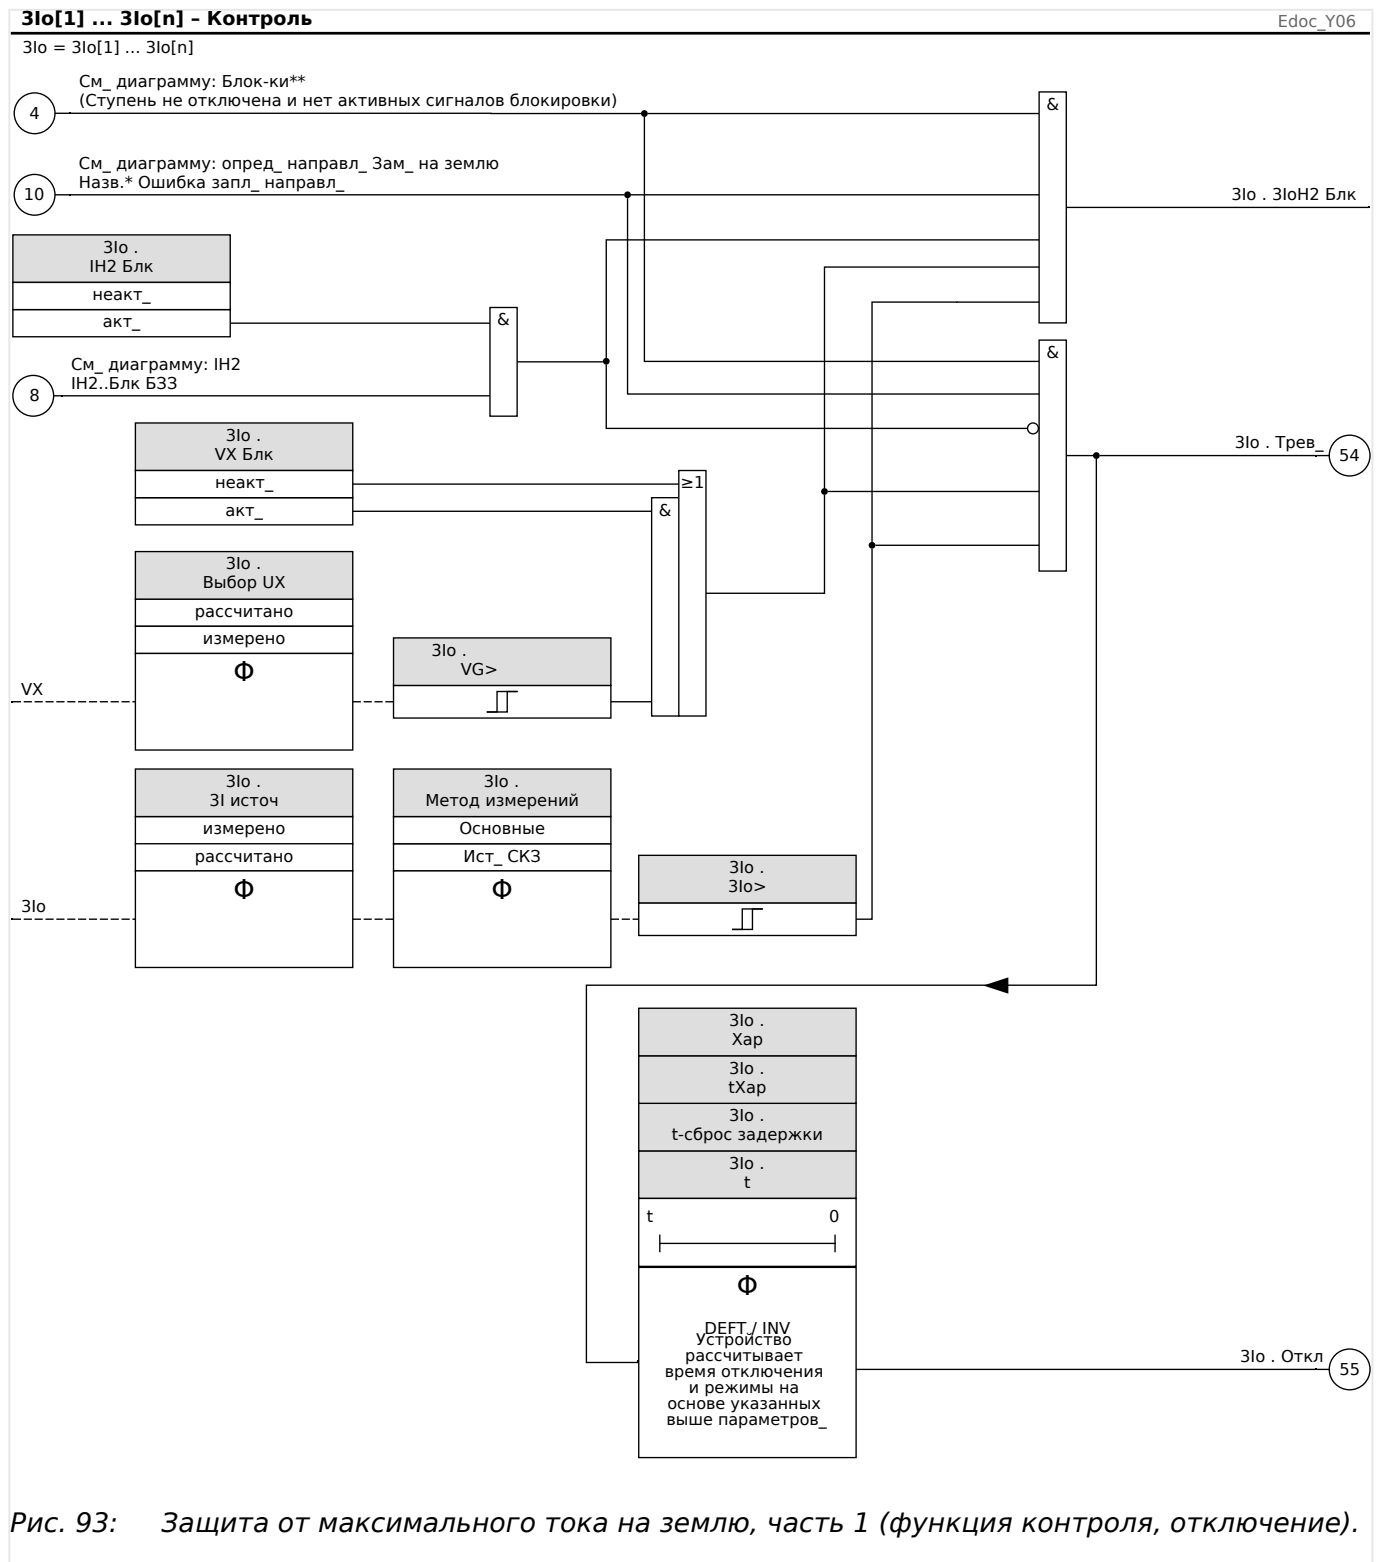 3Io[1] ... 3Io[n] – Контроль
Edoc_Y06
3Io = 3Io[1] ... 3Io[n]
См_ диаграмму: Блок-ки**
(Ступень не отключена и нет активных сигналов блокировки)
4
&
См_ диаграмму: опред_ направл_ Зам_ на землю
Назв.* Ошибка запл_ направл_
10
3Io . 3IoH2 Блк
3Io .
IH2 Блк
неакт_
акт_
&
&
См_ диаграмму: IH2
IH2..Блк БЗЗ
8
3Io .
VX Блк
неакт_
акт_
≥1
&
3Io . Трев_
54
3Io .
Выбор UX
рассчитано
измерено
Ф
VX
3Io .
VG>
3Io .
3I источ
измерено
рассчитано
Ф
3Io
3Io .
Метод измерений
Основные
Ист_ СКЗ
Ф
3Io .
3Io>
3Io .
Хар
3Io .
tХар
3Io .
t-сброс задержки
3Io .
t
t 0
Ф
DEFT / INV
Устройство
рассчитывает
время отключения
и режимы на
основе указанных
выше параметров_
3Io . Откл
55
Рис. 93: Защита от максимального тока на землю, часть 1 (функция контроля, отключение).